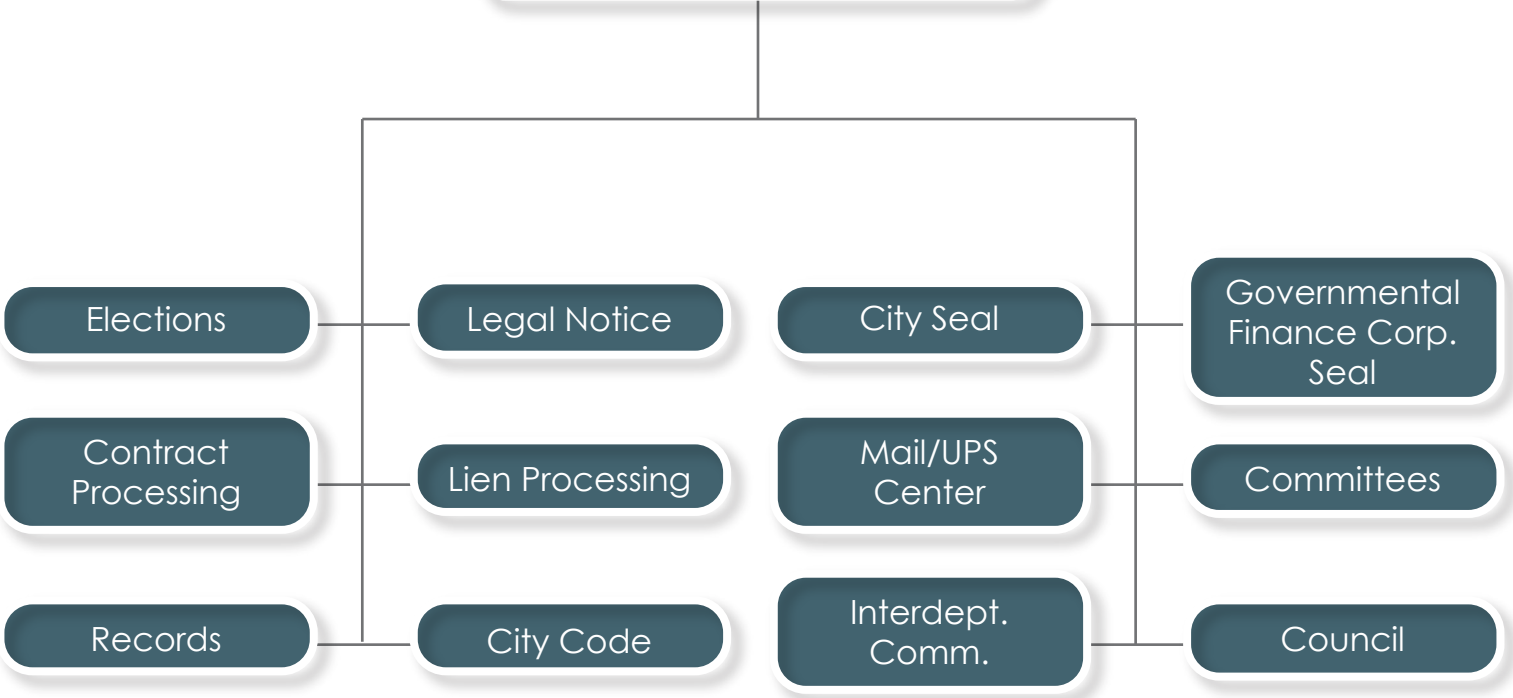 Elections
Legal Notice
City Seal
Governmental
Finance Corp.
Seal
Contract
Processing
Lien Processing
Mail/UPS
Center
Committees
Records
City Code
Interdept.
Comm.
Council